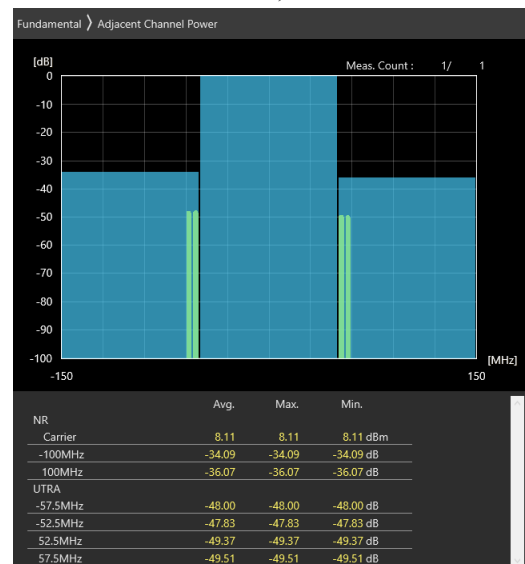 Fundamental 〉 Adjacent Channel Power
[dB]
Meas. Count : 1/ 1
0
-10
-20
-30
-40
-50
-60
-70
-80
-90
-100
[MHz]
-150 150
Avg. Max. Min.
NR
Carrier 8.11 8.11 8.11 dBm
-100MHz -34.09 -34.09 -34.09 dB
100MHz -36.07 -36.07 -36.07 dB
UTRA
-57.5MHz -48.00 -48.00 -48.00 dB
-52.5MHz -47.83 -47.83 -47.83 dB
52.5MHz -49.37 -49.37 -49.37 dB
57.5MHz -49.51 -49.51 -49.51 dB